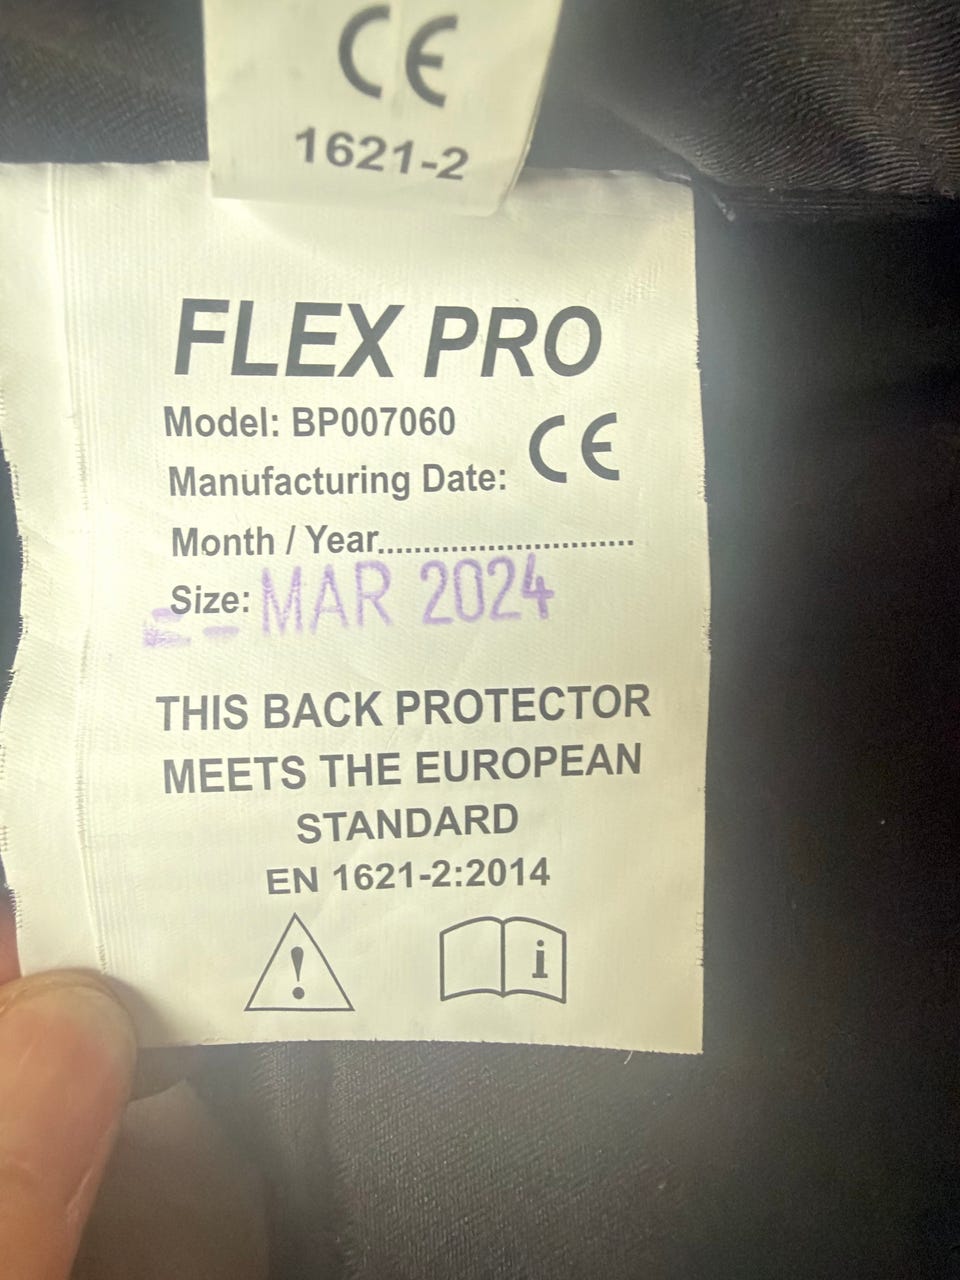 CE
1621-2
FLEX PRO
Model: BP007060
CE
Manufacturing Date:
Month / Year............................
Size: MAR 2024
THIS BACK PROTECTOR
MEETS THE EUROPEAN
STANDARD
EN 1621-2:2014
!
i